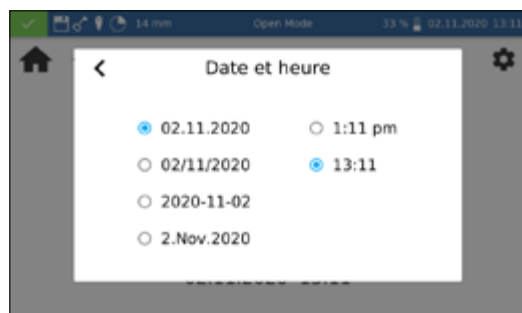 14 mm Open Mode 33 % 02.11.2020 13:11
Date et heure
02.11.2020 1:11 pm
02/11/2020 13:11
2020-11-02
2.Nov.2020